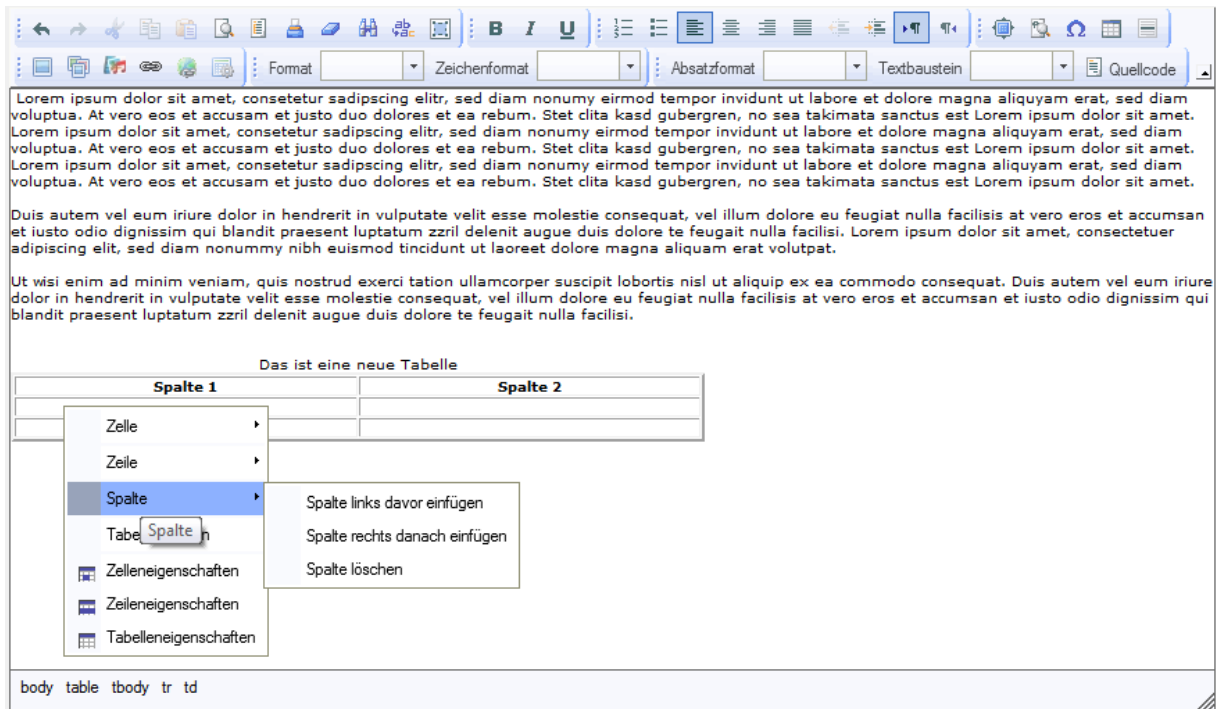 B I U
Format Zeichenformat Absatzformat Textbaustein Quellcode
Lorem ipsum dolor sit amet, consetetur sadipscing elitr, sed diam nonumy eirmod tempor invidunt ut labore et dolore magna aliquyam erat, sed diam
voluptua. At vero eos et accusam et justo duo dolores et ea rebum. Stet clita kasd gubergren, no sea takimata sanctus est Lorem ipsum dolor sit amet.
Lorem ipsum dolor sit amet, consetetur sadipscing elitr, sed diam nonumy eirmod tempor invidunt ut labore et dolore magna aliquyam erat, sed diam
voluptua. At vero eos et accusam et justo duo dolores et ea rebum. Stet clita kasd gubergren, no sea takimata sanctus est Lorem ipsum dolor sit amet.
Lorem ipsum dolor sit amet, consetetur sadipscing elitr, sed diam nonumy eirmod tempor invidunt ut labore et dolore magna aliquyam erat, sed diam
voluptua. At vero eos et accusam et justo duo dolores et ea rebum. Stet clita kasd gubergren, no sea takimata sanctus est Lorem ipsum dolor sit amet.
Duis autem vel eum iriure dolor in hendrerit in vulputate velit esse molestie consequat, vel illum dolore eu feugiat nulla facilisis at vero eros et accumsan
et iusto odio dignissim qui blandit praesent luptatum zzril delenit augue duis dolore te feugait nulla facilisi. Lorem ipsum dolor sit amet, consectetuer
adipiscing elit, sed diam nonummy nibh euismod tincidunt ut laoreet dolore magna aliquam erat volutpat.
Ut wisi enim ad minim veniam, quis nostrud exerci tation ullamcorper suscipit lobortis nisl ut aliquip ex ea commodo consequat. Duis autem vel eum iriure
dolor in hendrerit in vulputate velit esse molestie consequat, vel illum dolore eu feugiat nulla facilisis at vero eros et accumsan et iusto odio dignissim qui
blandit praesent luptatum zzril delenit augue duis dolore te feugait nulla facilisi.
Das ist eine neue Tabelle
Spalte 1 Spalte 2
Zelle
Zeile
Spalte
Spalte links davor einfügen
Spalte
Spalte rechts danach einfügen
Spalte löschen
Zelleneigenschaften
Zeileneigenschaften
Tabelleneigenschaften
body table tbody tr td